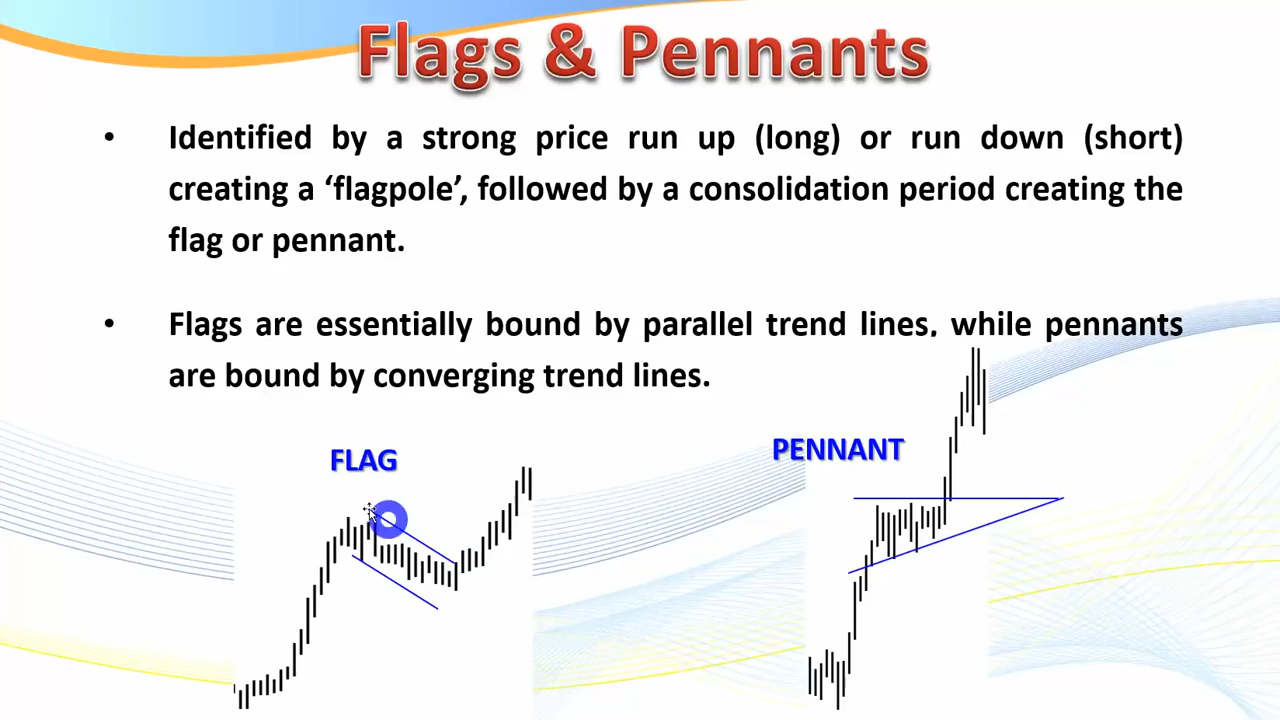 Flags & Pennants
• Identified by a strong price run up (long) or run down (short)
creating a ‘flagpole’, followed by a consolidation period creating the
flag or pennant.
• Flags are essentially bound by parallel trend lines, while pennants
are bound by converging trend lines.
FLAG
PENNANT